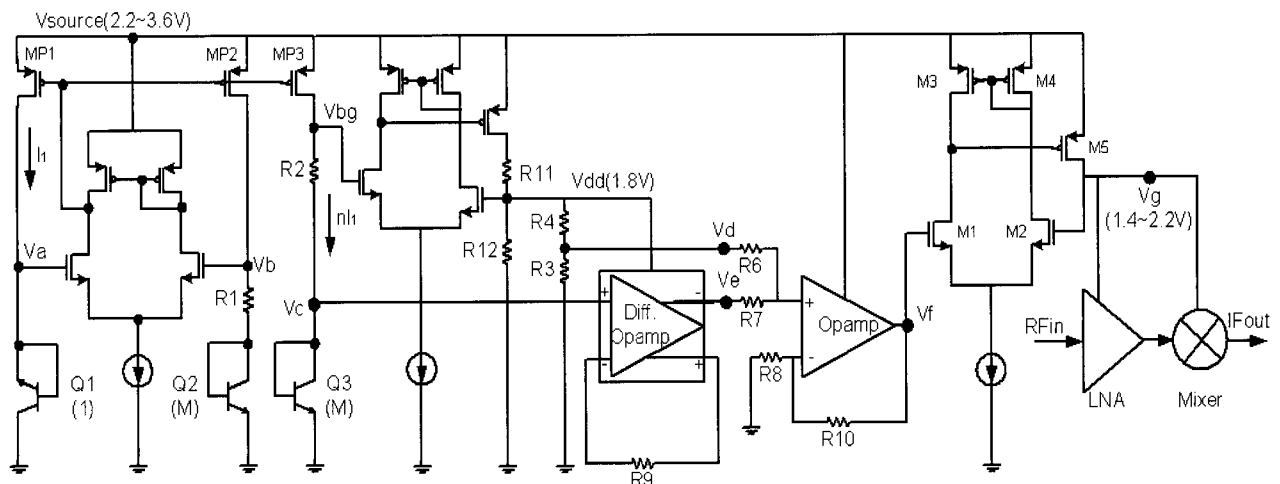 Vsource(2.2~3.6V)
MP1
MP2
MP3
M3
M4
Vbg
I1
R2
R11
M5
Vdd(1.8V)
Vg
(1.4~2.2V)
nI1
R4
Vd
Va
Vb
R12
R3
R6
M1
M2
R1
Ve
Vc
+
-
Diff.
Opamp
-
+
R7
+
Opamp
-
Vf
R8
RFin
IFout
Q1
(1)
Q2
(M)
Q3
(M)
LNA
Mixer
R10
R9